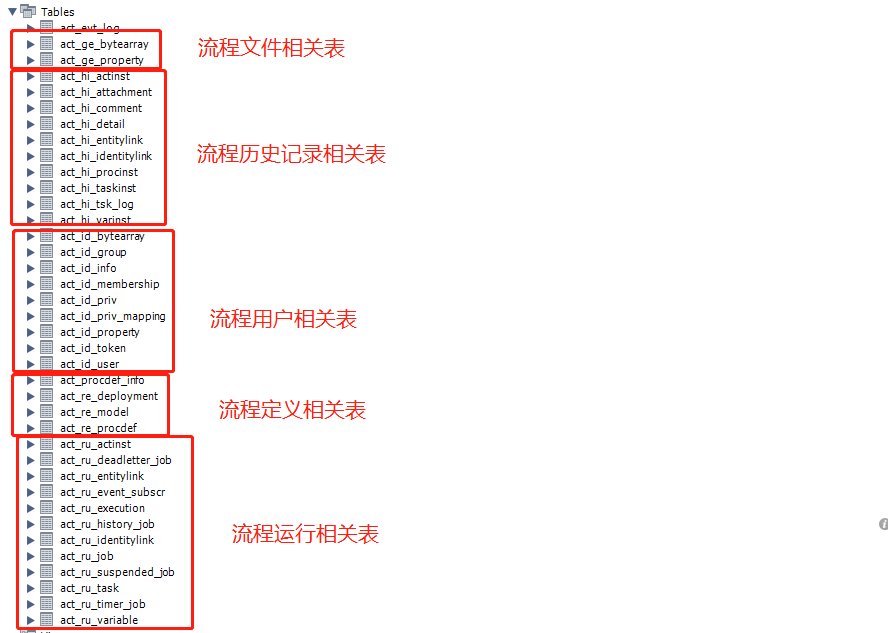 Tables
act_evt_log
act_ge_bytearray
流程文件相关表
act_ge_property
act_hi_actinst
act_hi_attachment
act_hi_comment
act_hi_detail
act_hi_entitylink
act_hi_identitylink
流程历史记录相关表
act_hi_procinst
act_hi_taskinst
act_hi_tsk_log
act_hi_varinst
act_id_bytearray
act_id_group
act_id_info
act_id_membership
act_id_priv
act_id_priv_mapping
流程用户相关表
act_id_property
act_id_token
act_id_user
act_procdef_info
act_re_deployment
act_re_model
流程定义相关表
act_re_procdef
act_ru_actinst
act_ru_deadletter_job
act_ru_entitylink
act_ru_event_subscr
act_ru_execution
act_ru_history_job
流程运行相关表
act_ru_identitylink
act_ru_job
act_ru_suspended_job
act_ru_task
act_ru_timer_job
act_ru_variable